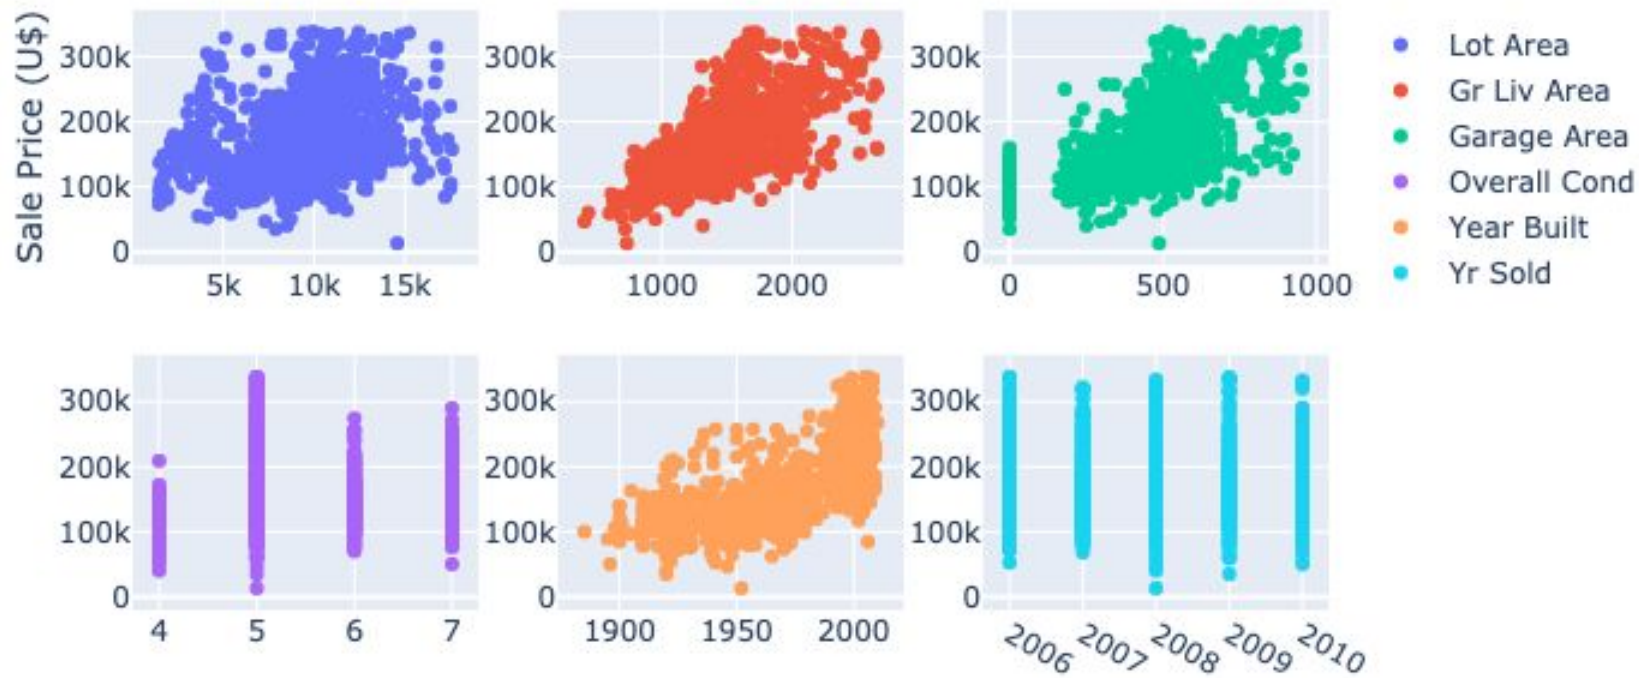 Sale Price (U$)
300k
200k
100k
0
5k 10k 15k
300k
200k
100k
0
1000 2000
300k
200k
100k
0
0 500 1000
Lot Area
Gr Liv Area
Garage Area
Overall Cond
Year Built
Yr Sold
300k
200k
100k
0
4 5 6 7
300k
200k
100k
0
1900 1950 2000
300k
200k
100k
0
2006 2007 2008 2009 2010